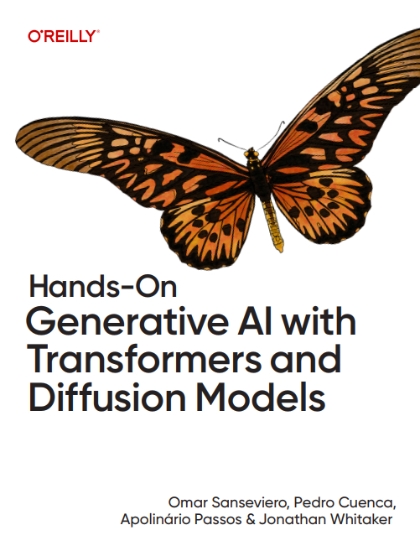 O'REILLY®
Hands-On
Generative AI with
Transformers and
Diffusion Models
Omar Sanseviero, Pedro Cuenca,
Apolinário Passos & Jonathan Whitaker